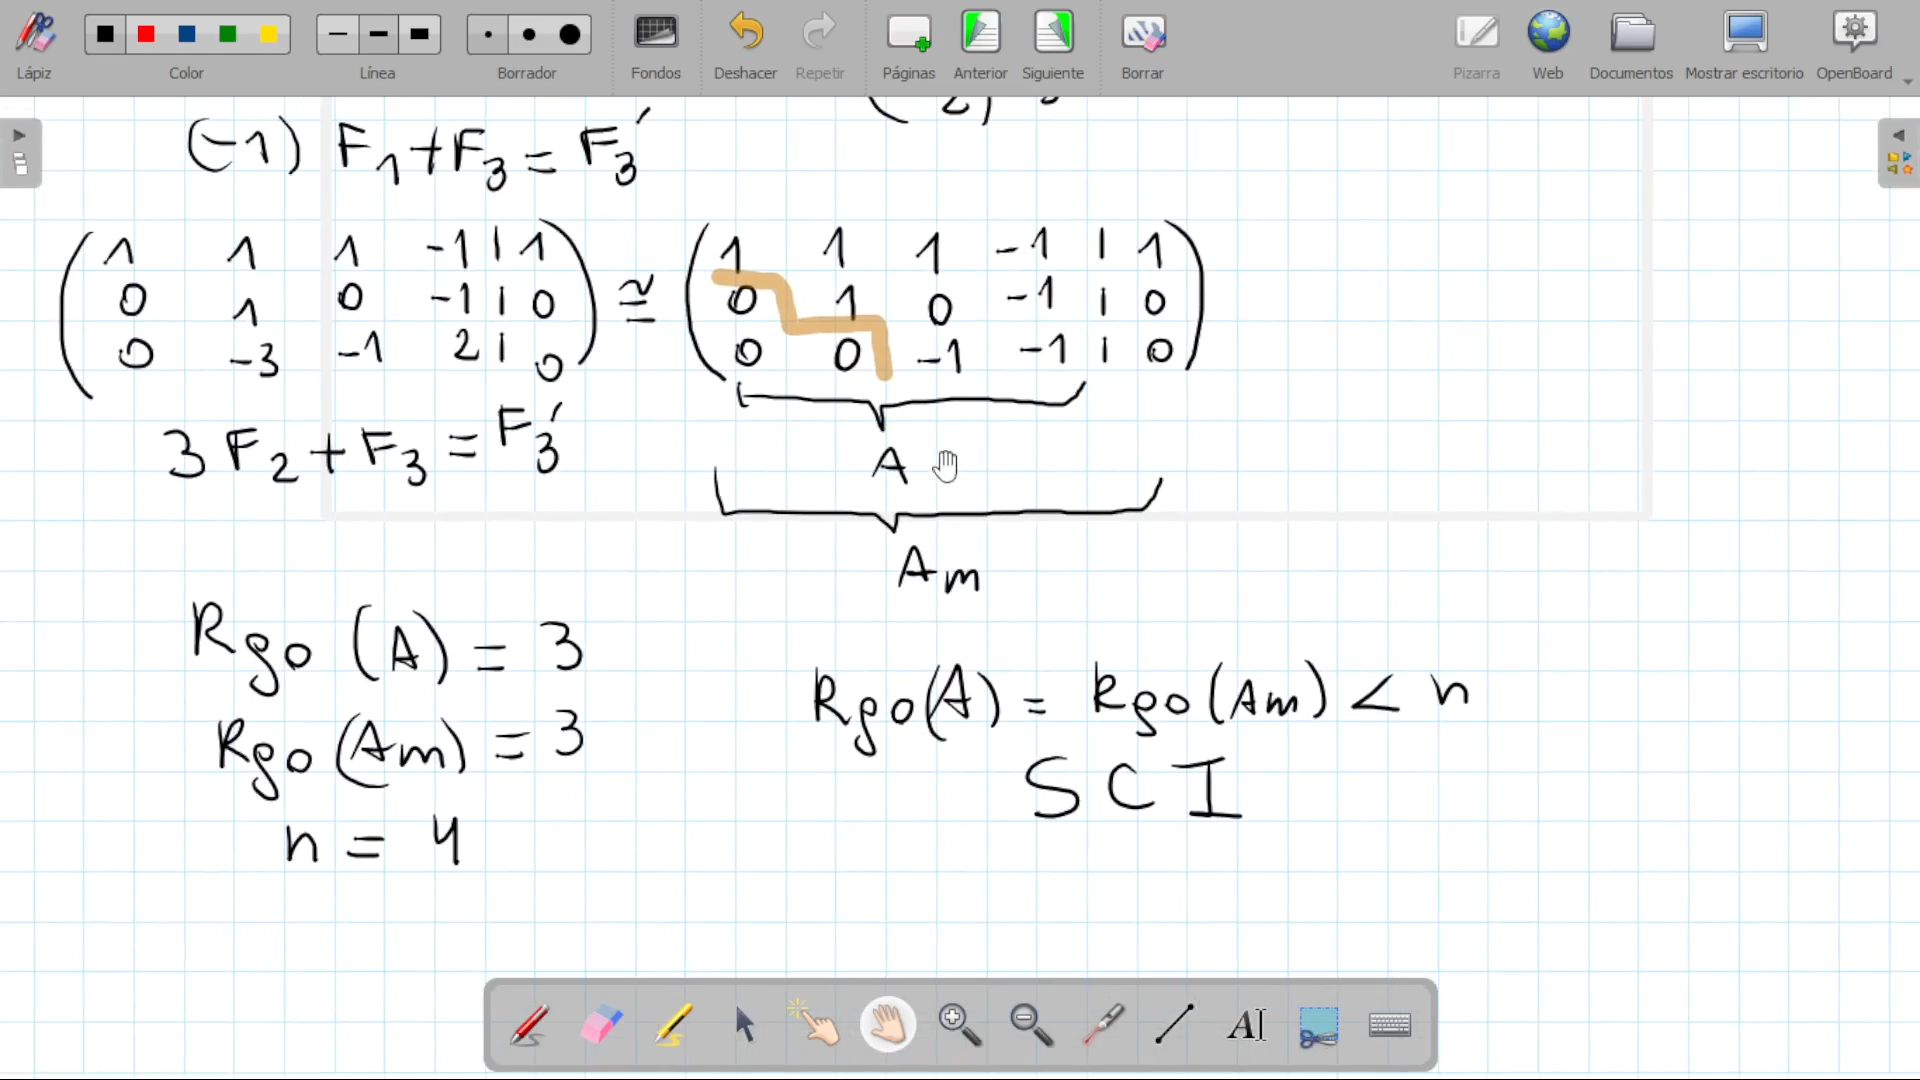 Lápiz Color Línea Borrador Fondos Deshacer Repetir Páginas Anterior Siguiente Borrar Pizarra Web Documentos Mostrar escritorio OpenBoard
(-1) F1 + F3 = F3'
( 1 1 1 -1 | 1 ) ≅ ( 1 1 1 -1 | 1 )
0 1 0 -1 | 0 0 1 0 -1 | 0
0 -3 -1 2 | 0 0 0 -1 -1 | 0
3 F2 + F3 = F3'
A
Am
Rgo (A) = 3
Rgo (Am) = 3
n = 4
Rgo(A) = Rgo(Am) < n
SCI
AI